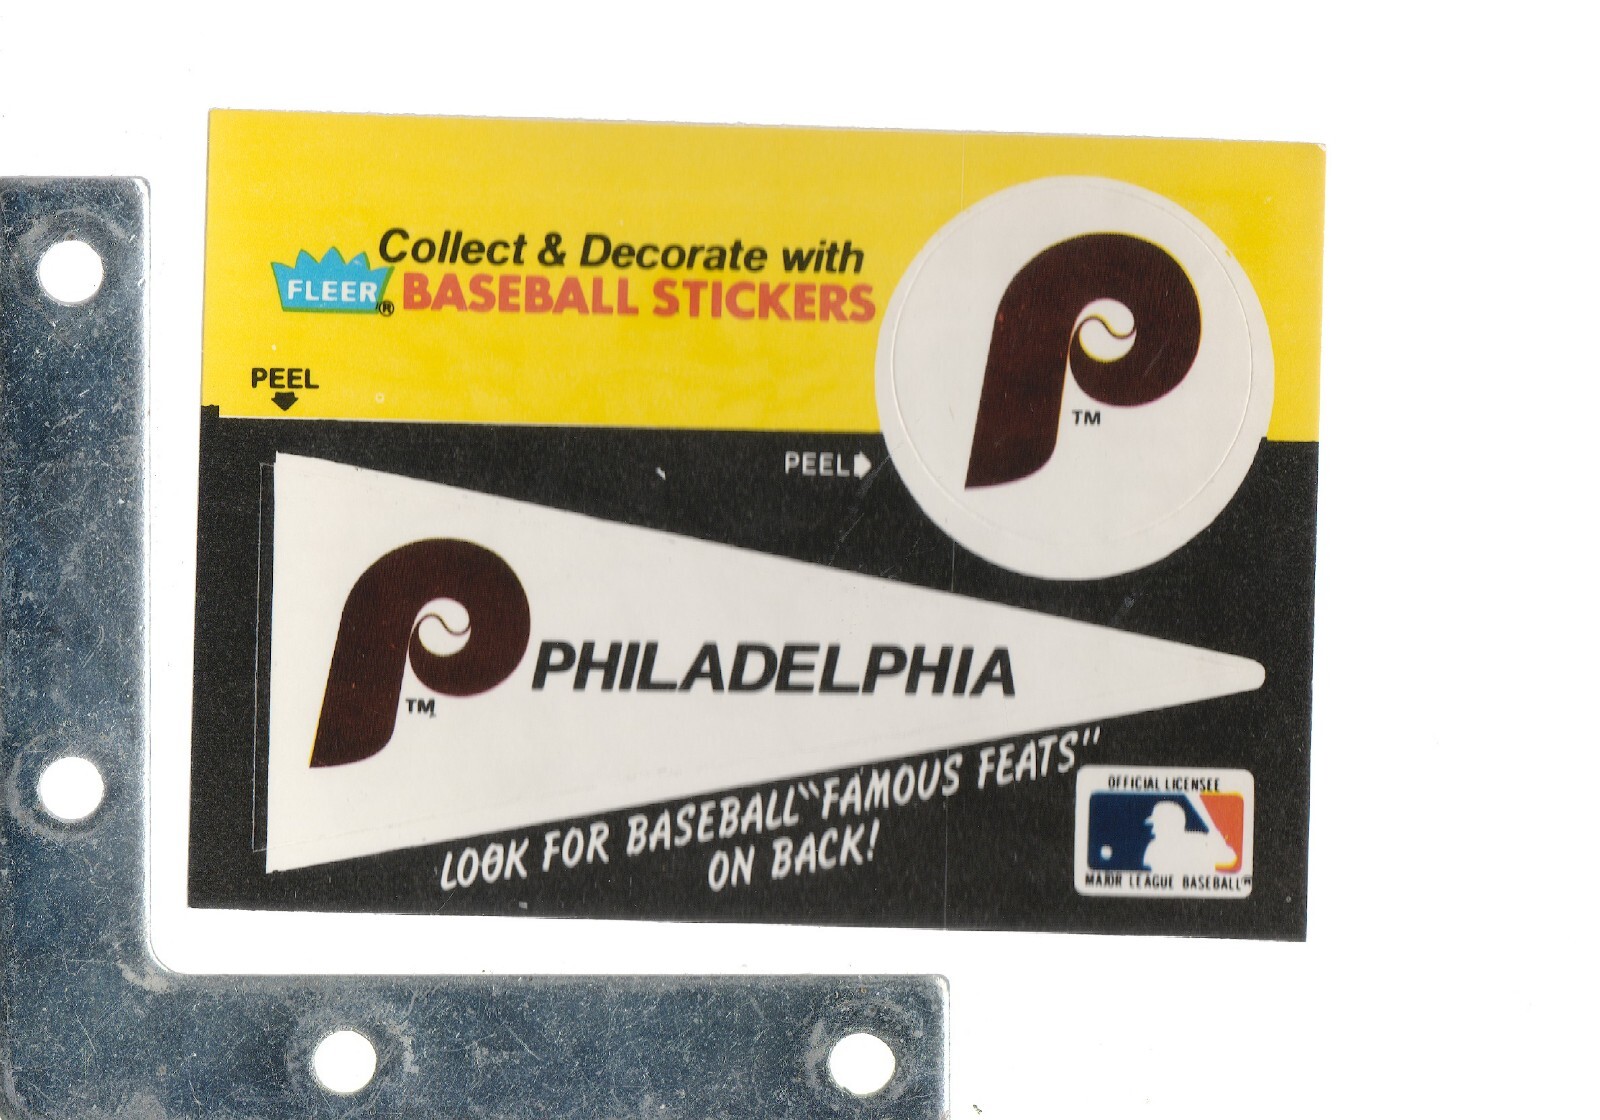 Collect & Decorate with
FLEER® BASEBALL STICKERS
PEEL
P
TM
PEEL
P
TM
PHILADELPHIA
LOOK FOR BASEBALL "FAMOUS FEATS"
ON BACK!
OFFICIAL LICENSEE
MAJOR LEAGUE BASEBALL™